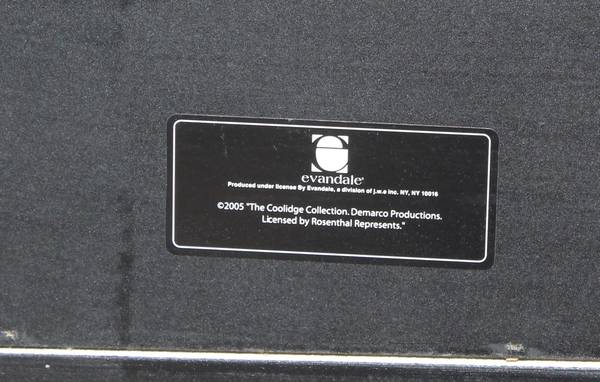 evandale
Produced under license By Evandale, a division of j.w.e inc. NY, NY 10016
©2005 "The Coolidge Collection. Demarco Productions.
Licensed by Rosenthal Represents."